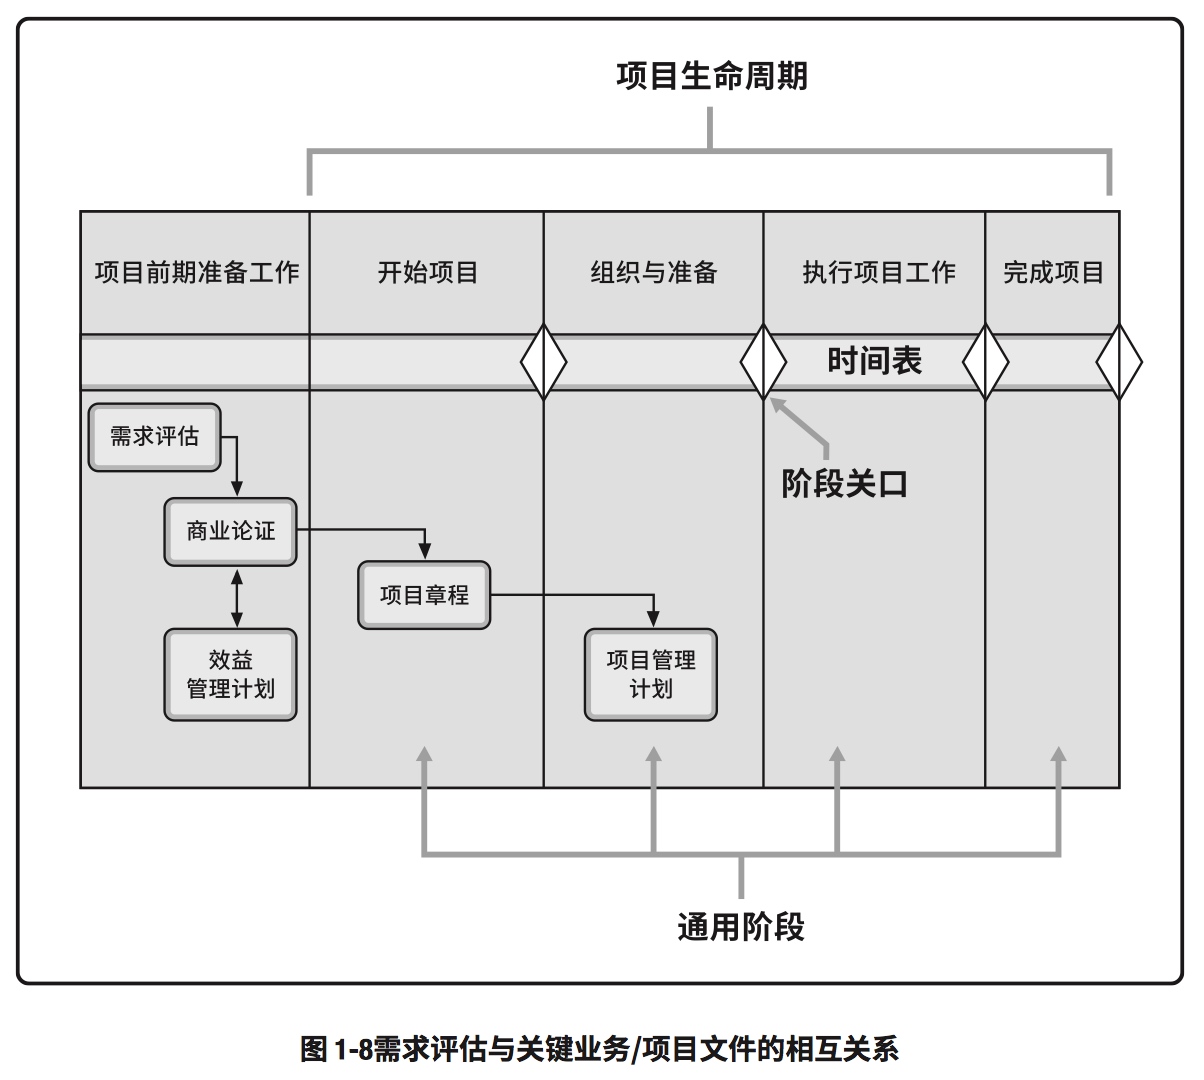 项目生命周期
项目前期准备工作
开始项目
组织与准备
执行项目工作
完成项目
时间表
需求评估
阶段关口
商业论证
项目章程
效益
管理计划
项目管理
计划
通用阶段
图 1-8需求评估与关键业务/项目文件的相互关系